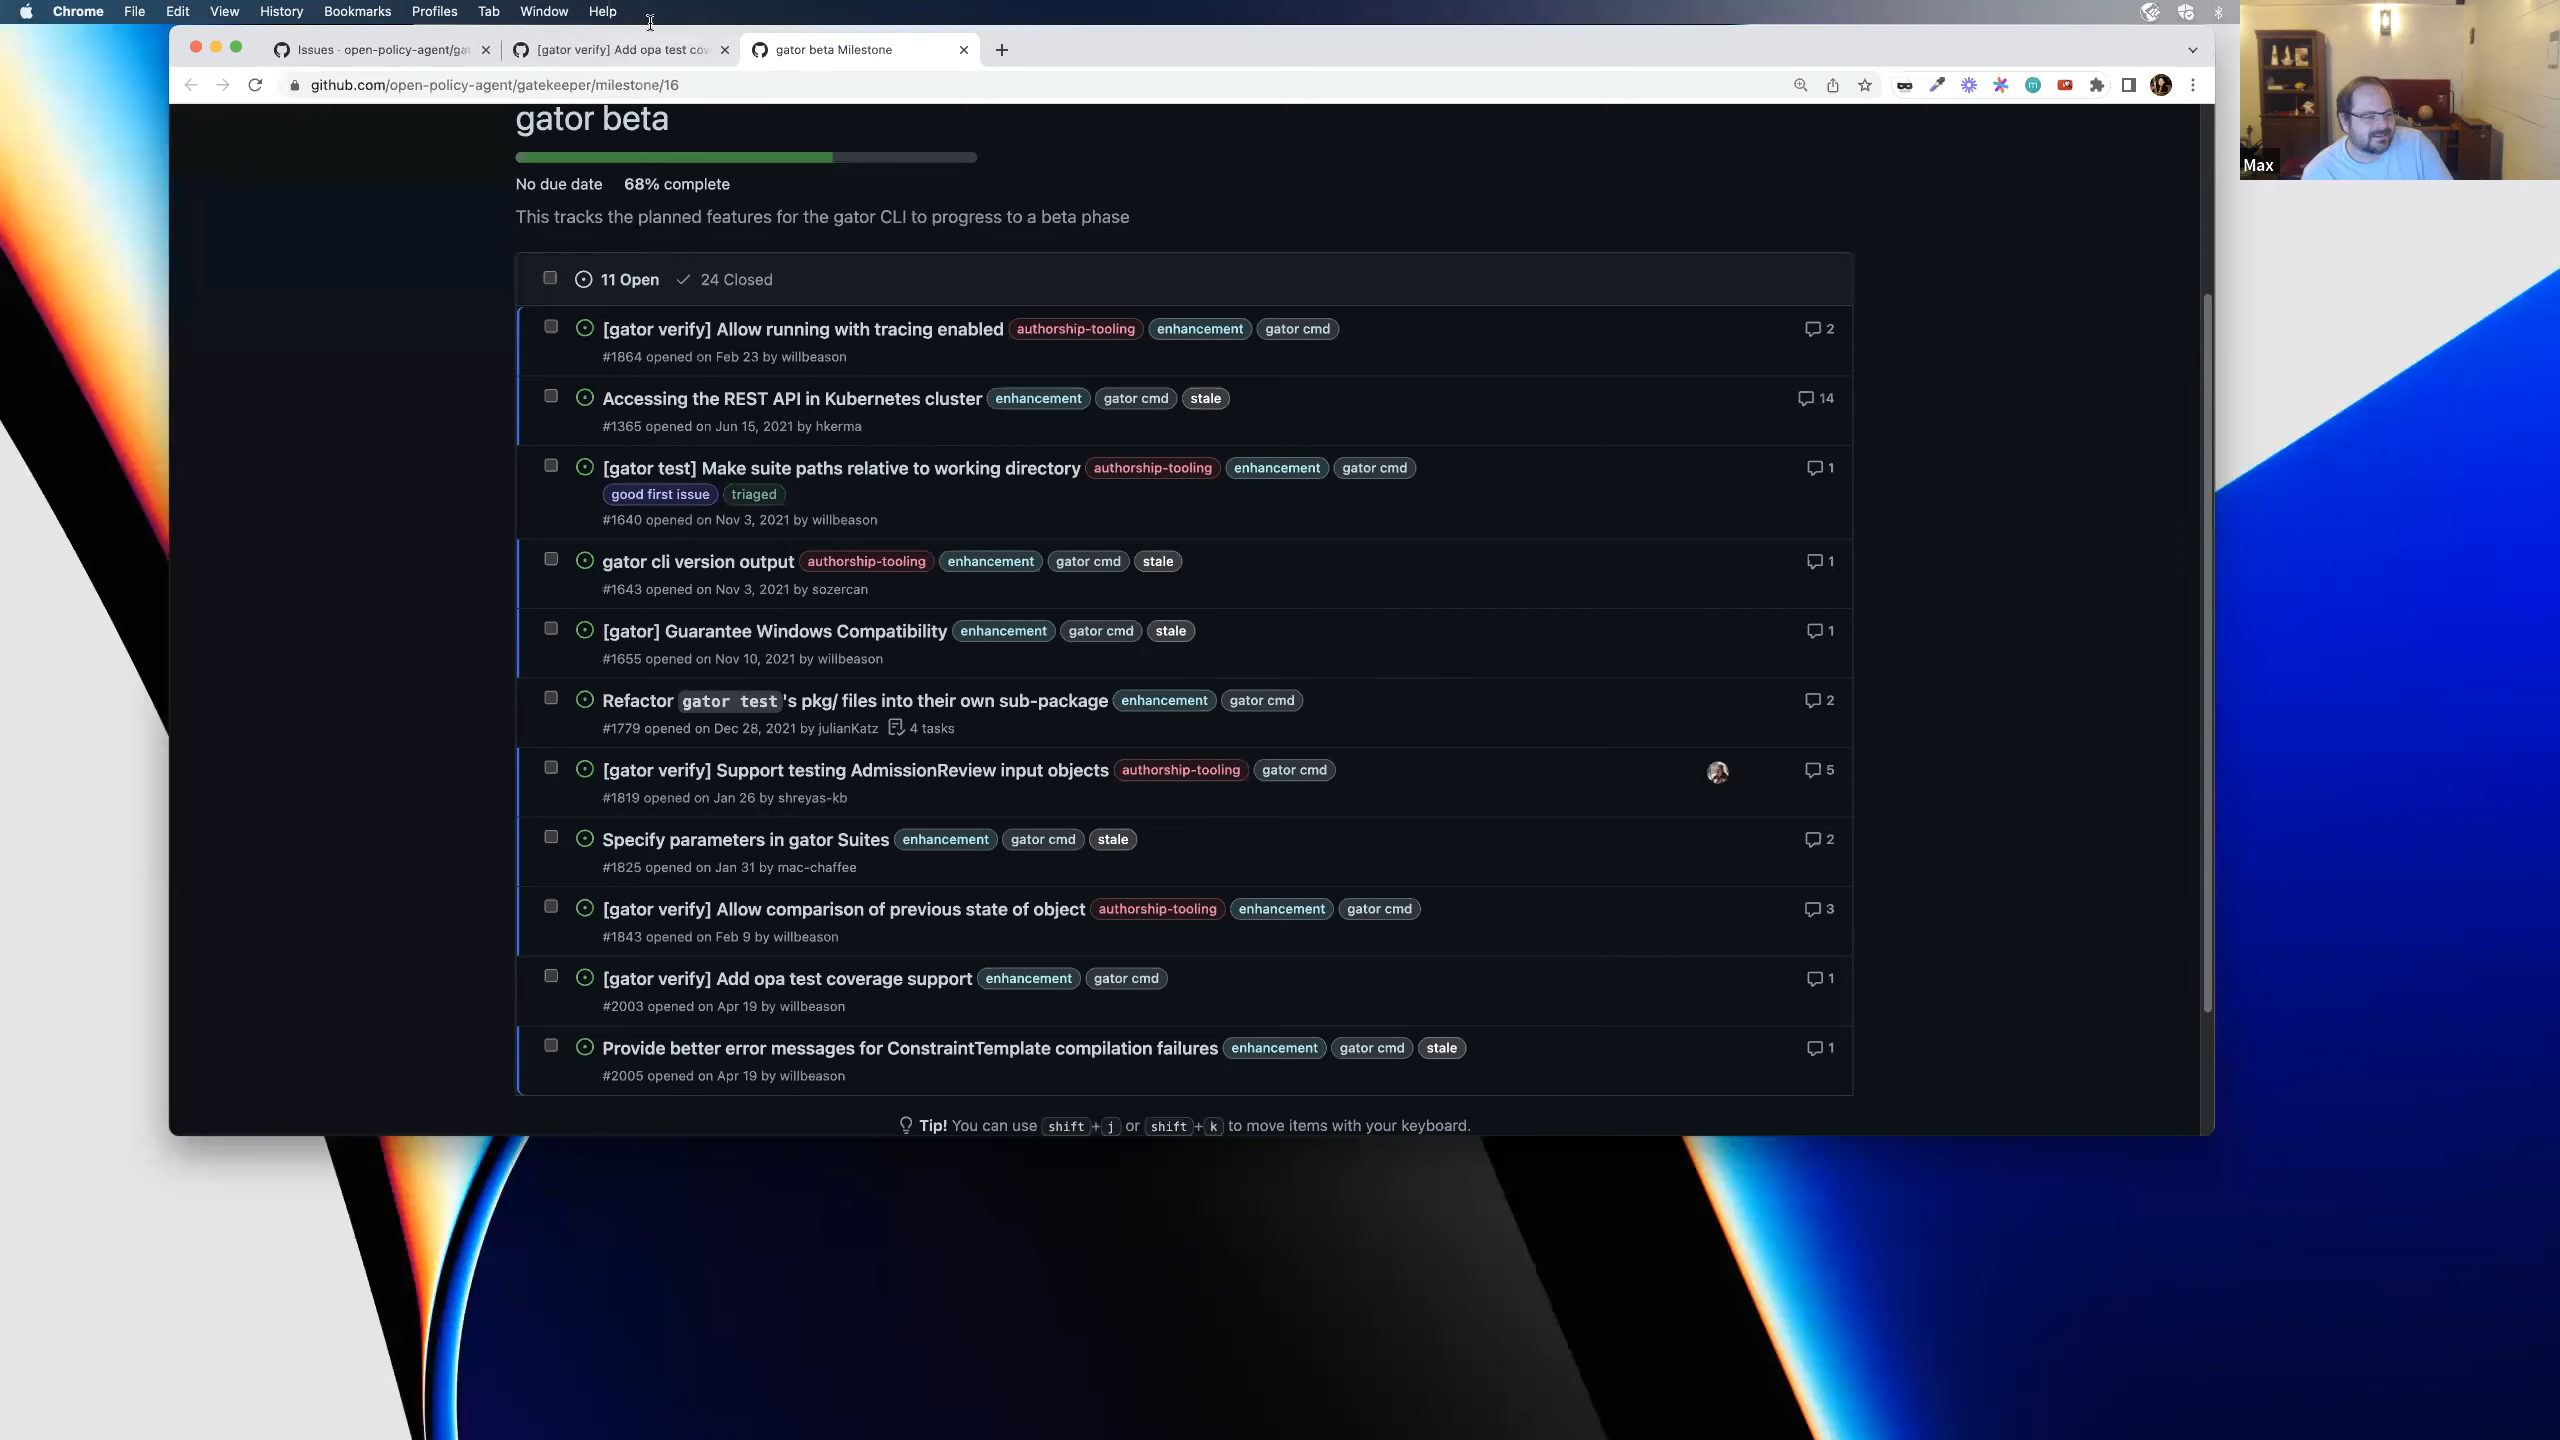 Chrome File Edit View History Bookmarks Profiles Tab Window Help
Issues · open-policy-agent/ga
[gator verify] Add opa test cov
gator beta Milestone
github.com/open-policy-agent/gatekeeper/milestone/16
Max
gator beta
No due date 68% complete
This tracks the planned features for the gator CLI to progress to a beta phase
11 Open 24 Closed
[gator verify] Allow running with tracing enabled authorship-tooling enhancement gator cmd 2
#1864 opened on Feb 23 by willbeason
Accessing the REST API in Kubernetes cluster enhancement gator cmd stale 14
#1365 opened on Jun 15, 2021 by hkerma
[gator test] Make suite paths relative to working directory authorship-tooling enhancement gator cmd 1
good first issue triaged
#1640 opened on Nov 3, 2021 by willbeason
gator cli version output authorship-tooling enhancement gator cmd stale 1
#1643 opened on Nov 3, 2021 by sozercan
[gator] Guarantee Windows Compatibility enhancement gator cmd stale 1
#1655 opened on Nov 10, 2021 by willbeason
Refactor gator test's pkg/ files into their own sub-package enhancement gator cmd 2
#1779 opened on Dec 28, 2021 by julianKatz 4 tasks
[gator verify] Support testing AdmissionReview input objects authorship-tooling gator cmd 5
#1819 opened on Jan 26 by shreyas-kb
Specify parameters in gator Suites enhancement gator cmd stale 2
#1825 opened on Jan 31 by mac-chaffee
[gator verify] Allow comparison of previous state of object authorship-tooling enhancement gator cmd 3
#1843 opened on Feb 9 by willbeason
[gator verify] Add opa test coverage support enhancement gator cmd 1
#2003 opened on Apr 19 by willbeason
Provide better error messages for ConstraintTemplate compilation failures enhancement gator cmd stale 1
#2005 opened on Apr 19 by willbeason
Tip! You can use shift+j or shift+k to move items with your keyboard.